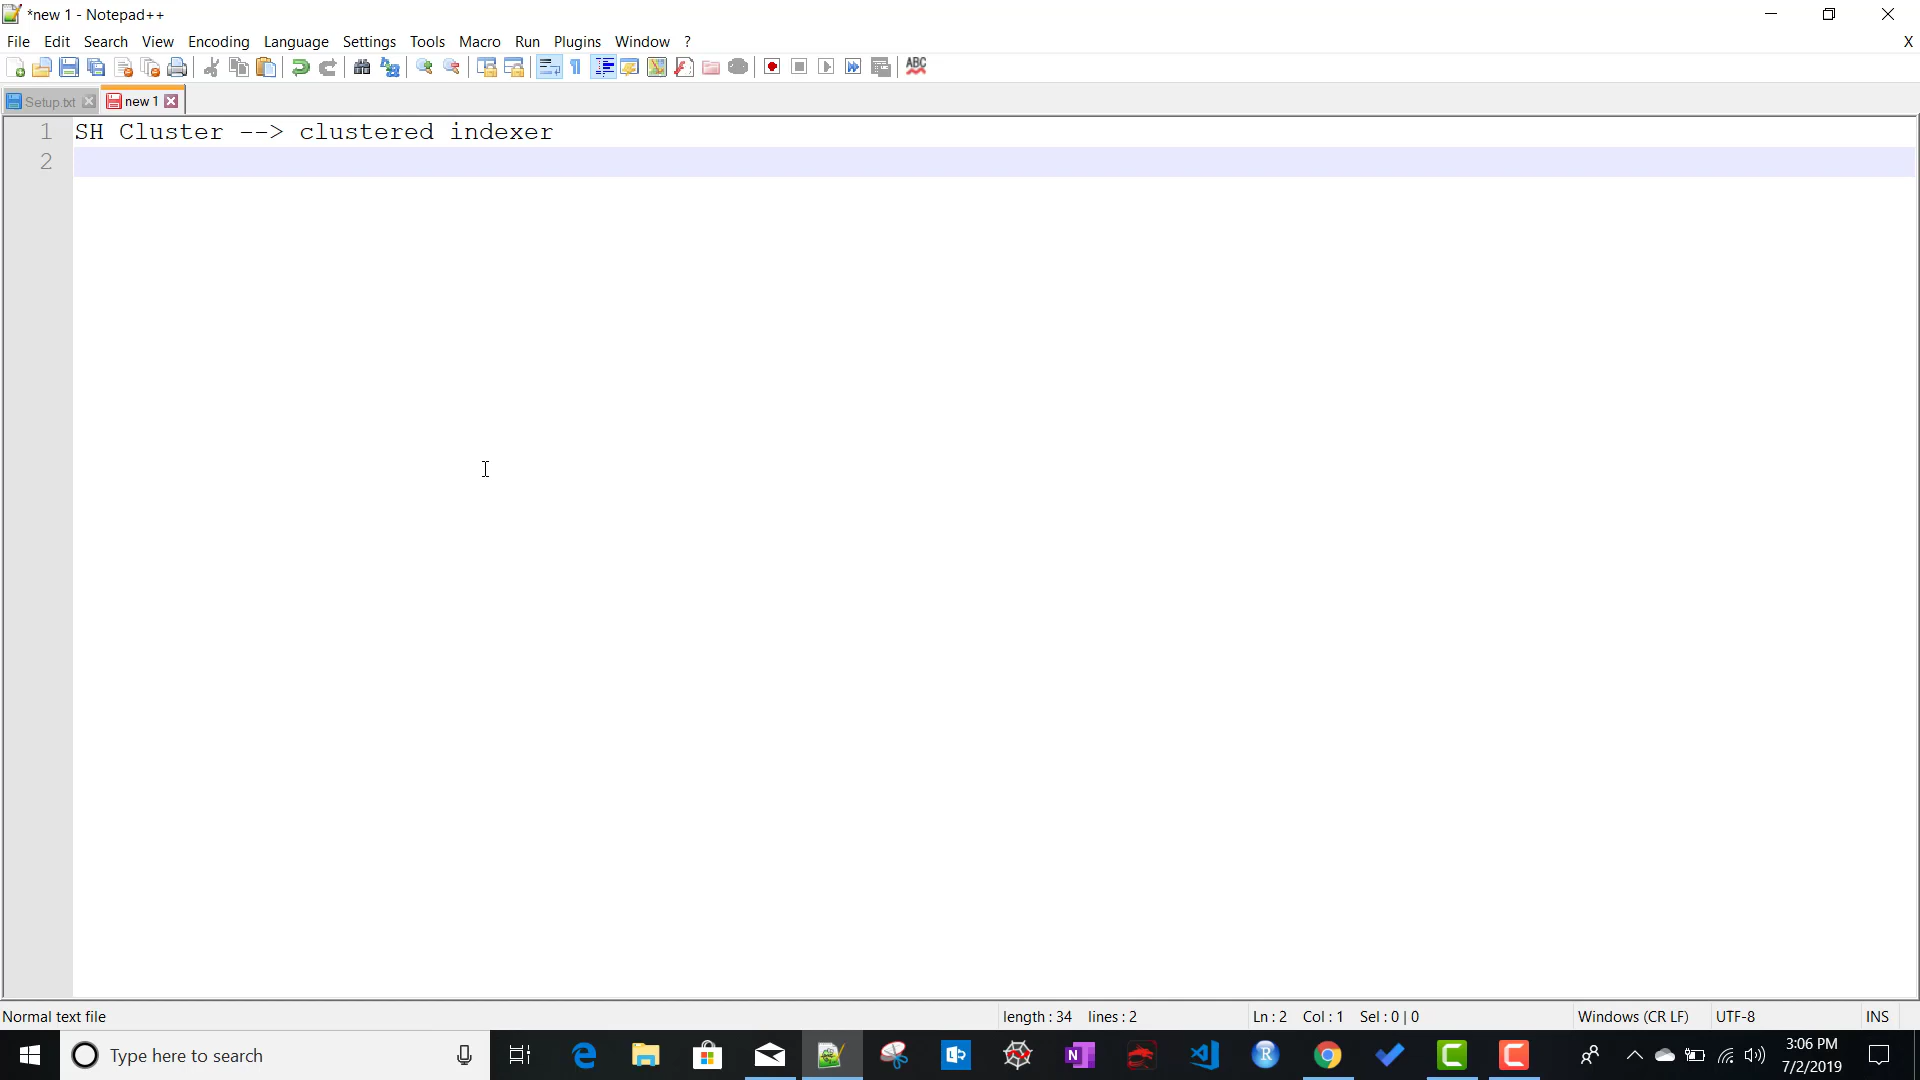 *new 1 - Notepad++
File Edit Search View Encoding Language Settings Tools Macro Run Plugins Window ? X
ABC
Setup.txt new 1
1 SH Cluster --> clustered indexer
2
Normal text file length : 34 lines : 2 Ln : 2 Col : 1 Sel : 0 | 0 Windows (CR LF) UTF-8 INS
Type here to search
3:06 PM
7/2/2019